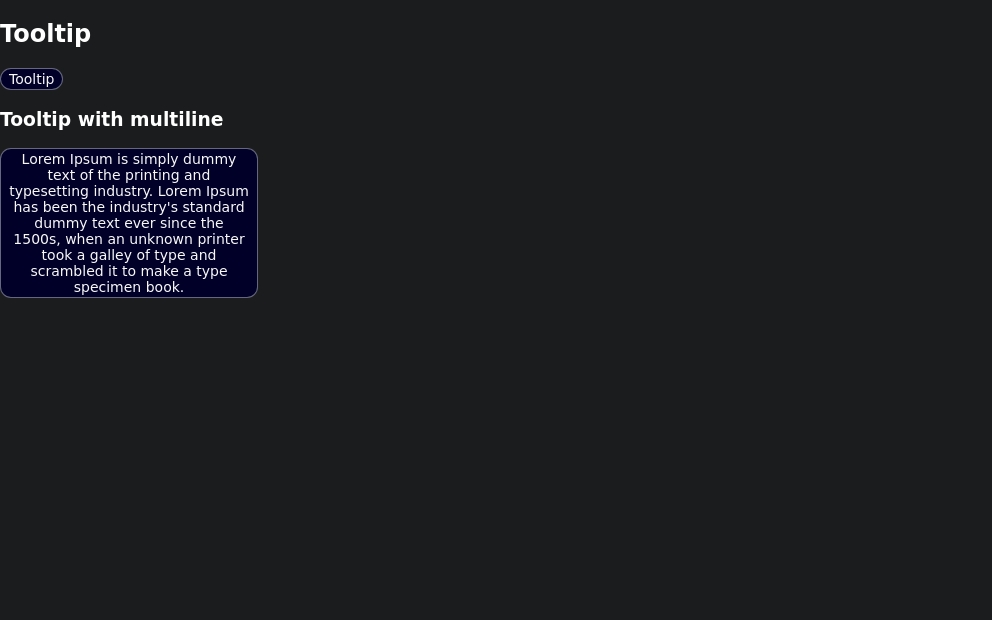 Tooltip
Tooltip
Tooltip with multiline
Lorem Ipsum is simply dummy
text of the printing and
typesetting industry. Lorem Ipsum
has been the industry's standard
dummy text ever since the
1500s, when an unknown printer
took a galley of type and
scrambled it to make a type
specimen book.